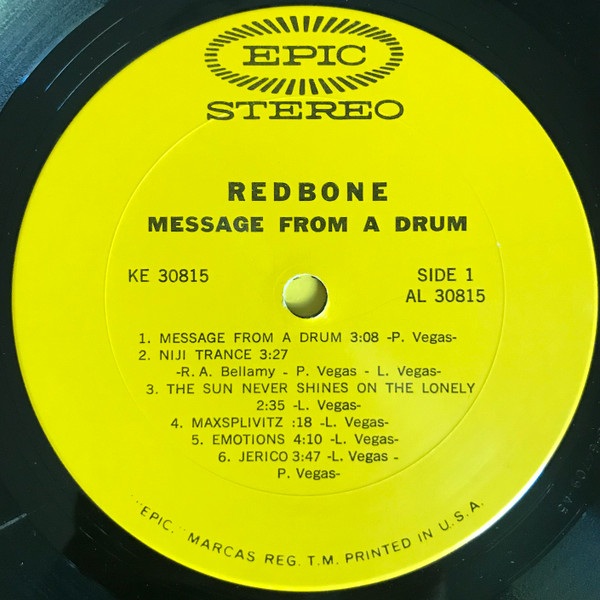 EPIC
STEREO
REDBONE
MESSAGE FROM A DRUM
KE 30815
SIDE 1
AL 30815
1. MESSAGE FROM A DRUM 3:08 -P. Vegas-
2. NIJI TRANCE 3:27
-R. A. Bellamy - P. Vegas - L. Vegas-
3. THE SUN NEVER SHINES ON THE LONELY
2:35 -L. Vegas-
4. MAXSPLIVITZ :18 -L. Vegas-
5. EMOTIONS 4:10 -L. Vegas-
6. JERICO 3:47 -L. Vegas -
P. Vegas-
"EPIC," MARCAS REG. T.M. PRINTED IN U.S.A.